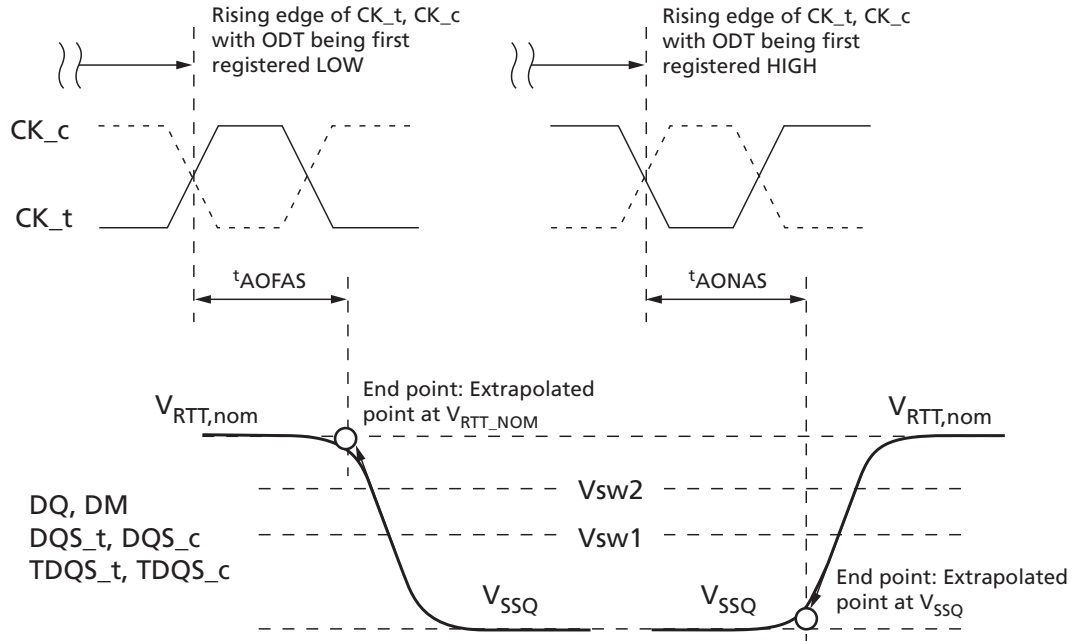 Rising edge of CK_t, CK_c
with ODT being first
registered LOW
Rising edge of CK_t, CK_c
with ODT being first
registered HIGH
CK_c
CK_t
tAOFAS
tAONAS
End point: Extrapolated
point at VRTT_NOM
VRTT,nom
VRTT,nom
Vsw2
DQ, DM
DQS_t, DQS_c
TDQS_t, TDQS_c
Vsw1
VSSQ
VSSQ
End point: Extrapolated
point at VSSQ